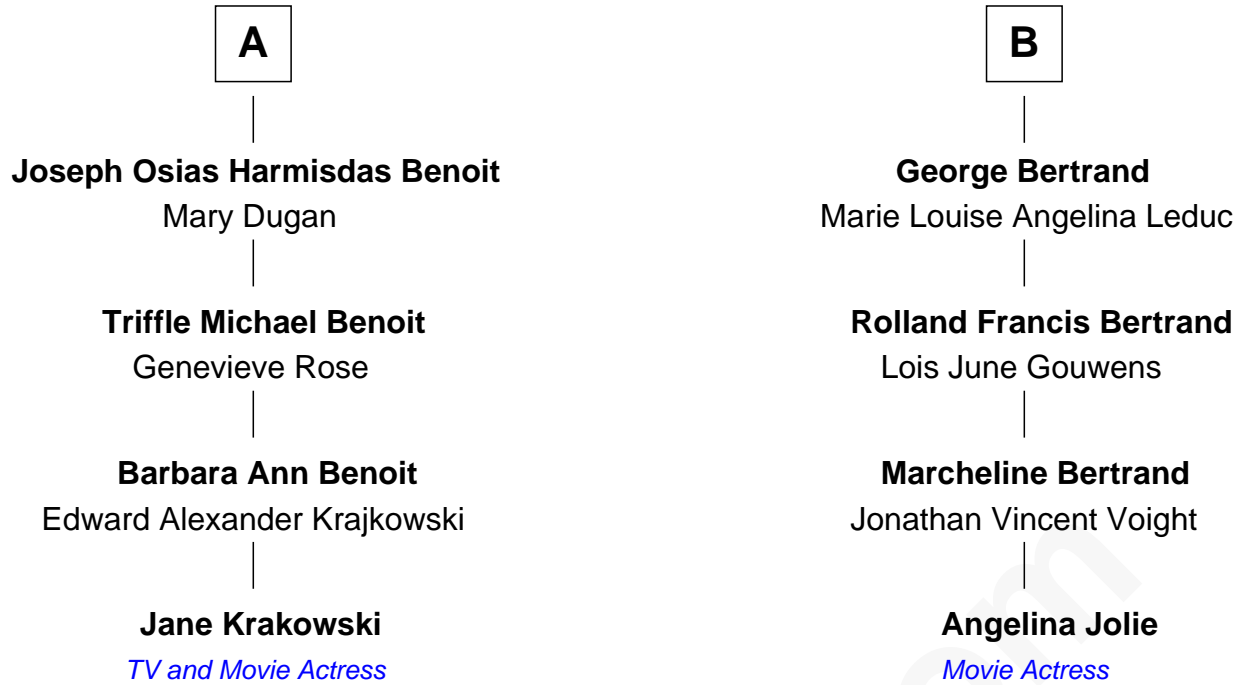 A
Joseph Osias Harmisdas Benoit
Mary Dugan
Triffle Michael Benoit
Genevieve Rose
Barbara Ann Benoit
Edward Alexander Krajkowski
Jane Krakowski
TV and Movie Actress
B
George Bertrand
Marie Louise Angelina Leduc
Rolland Francis Bertrand
Lois June Gouwens
Marcheline Bertrand
Jonathan Vincent Voight
Angelina Jolie
Movie Actress